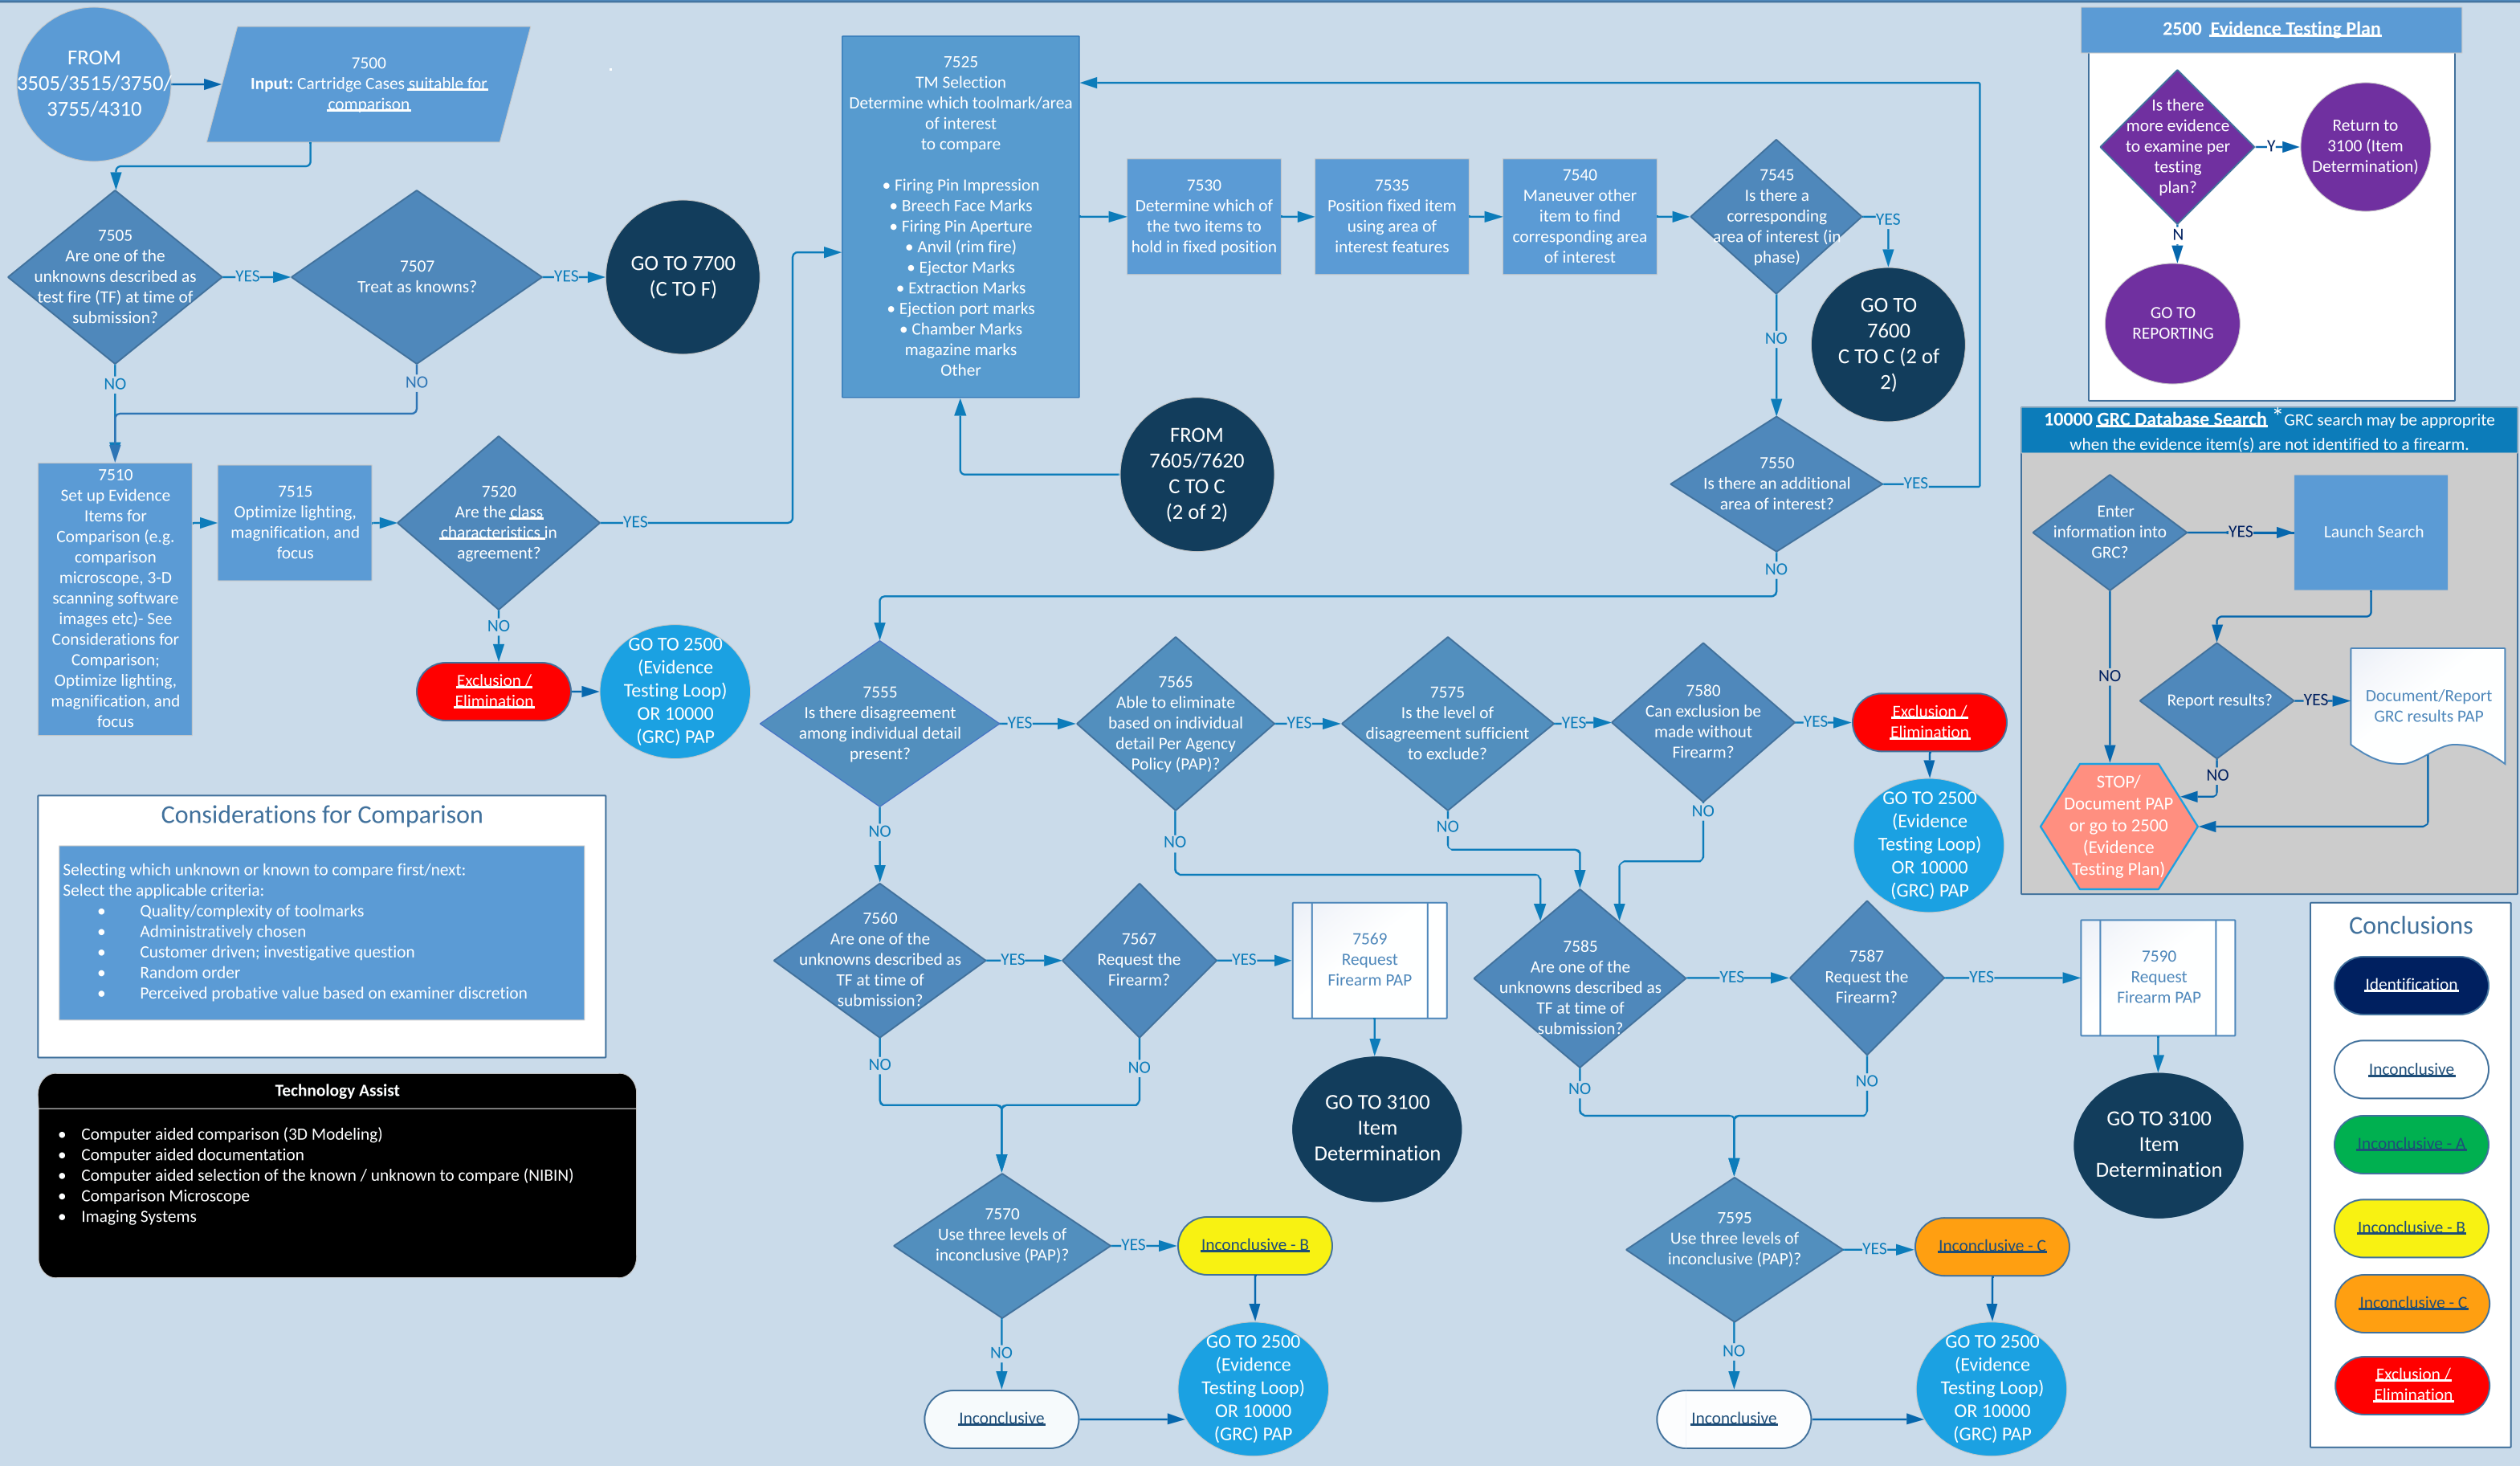 FROM
3505/3515/3750/
3755/4310
7500
Input: Cartridge Cases suitable for
comparison
7505
Are one of the
unknowns described as
test fire (TF) at time of
submission?
YES
NO
7507
Treat as knowns?
YES
NO
GO TO 7700
(C TO F)
7510
Set up Evidence
Items for
Comparison (e.g.
comparison
microscope, 3-D
scanning software
images etc)- See
Considerations for
Comparison;
Optimize lighting,
magnification, and
focus
7515
Optimize lighting,
magnification, and
focus
7520
Are the class
characteristics in
agreement?
YES
NO
Exclusion /
Elimination
GO TO 2500
(Evidence
Testing Loop)
OR 10000
(GRC) PAP
7525
TM Selection
Determine which toolmark/area
of interest
to compare
• Firing Pin Impression
• Breech Face Marks
• Firing Pin Aperture
• Anvil (rim fire)
• Ejector Marks
• Extraction Marks
• Ejection port marks
• Chamber Marks
magazine marks
Other
FROM
7605/7620
C TO C
(2 of 2)
7530
Determine which of
the two items to
hold in fixed position
7535
Position fixed item
using area of
interest features
7540
Maneuver other
item to find
corresponding area
of interest
7545
Is there a
corresponding
area of interest (in
phase)
YES
NO
GO TO
7600
C TO C (2 of
2)
7550
Is there an additional
area of interest?
YES
NO
7555
Is there disagreement
among individual detail
present?
YES
NO
7565
Able to eliminate
based on individual
detail Per Agency
Policy (PAP)?
YES
NO
7575
Is the level of
disagreement sufficient
to exclude?
YES
NO
7580
Can exclusion be
made without
Firearm?
YES
NO
Exclusion /
Elimination
GO TO 2500
(Evidence
Testing Loop)
OR 10000
(GRC) PAP
7560
Are one of the
unknowns described as
TF at time of
submission?
YES
NO
7567
Request the
Firearm?
YES
NO
7569
Request
Firearm PAP
GO TO 3100
Item
Determination
7570
Use three levels of
inconclusive (PAP)?
YES
NO
Inconclusive - B
Inconclusive
GO TO 2500
(Evidence
Testing Loop)
OR 10000
(GRC) PAP
7585
Are one of the
unknowns described as
TF at time of
submission?
YES
NO
7587
Request the
Firearm?
YES
NO
7590
Request
Firearm PAP
GO TO 3100
Item
Determination
7595
Use three levels of
inconclusive (PAP)?
YES
NO
Inconclusive - C
Inconclusive
GO TO 2500
(Evidence
Testing Loop)
OR 10000
(GRC) PAP
Considerations for Comparison
Selecting which unknown or known to compare first/next:
Select the applicable criteria:
• Quality/complexity of toolmarks
• Administratively chosen
• Customer driven; investigative question
• Random order
• Perceived probative value based on examiner discretion
Technology Assist
• Computer aided comparison (3D Modeling)
• Computer aided documentation
• Computer aided selection of the known / unknown to compare (NIBIN)
• Comparison Microscope
• Imaging Systems
2500 Evidence Testing Plan
Is there
more evidence
to examine per
testing
plan?
Y
N
Return to
3100 (Item
Determination)
GO TO
REPORTING
10000 GRC Database Search *GRC search may be approprite
when the evidence item(s) are not identified to a firearm.
Enter
information into
GRC?
YES
NO
Launch Search
Report results?
YES
NO
Document/Report
GRC results PAP
STOP/
Document PAP
or go to 2500
(Evidence
Testing Plan)
Conclusions
Identification
Inconclusive
Inconclusive - A
Inconclusive - B
Inconclusive - C
Exclusion /
Elimination